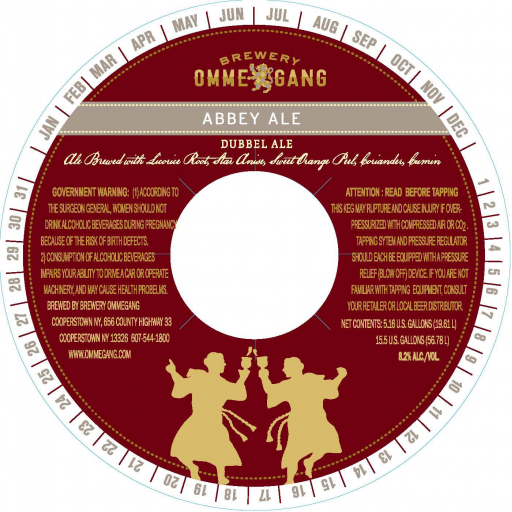 JAN FEB MAR APR MAY JUN JUL AUG SEP OCT NOV DEC
BREWERY
OMMEGANG
ABBEY ALE
DUBBEL ALE
Ale Brewed with Licorice Root, Star Anise, Sweet Orange Peel, Coriander, Cumin
GOVERNMENT WARNING: (1) ACCORDING TO
THE SURGEON GENERAL, WOMEN SHOULD NOT
DRINK ALCOHOLIC BEVERAGES DURING PREGNANCY
BECAUSE OF THE RISK OF BIRTH DEFECTS.
2) CONSUMPTION OF ALCOHOLIC BEVERAGES
IMPAIRS YOUR ABILITY TO DRIVE A CAR OR OPERATE
MACHINERY, AND MAY CAUSE HEALTH PROBELMS.
BREWED BY BREWERY OMMEGANG
COOPERSTOWN NY, 656 COUNTY HIGHWAY 33
COOPERSTOWN NY 13326 607-544-1800
WWW.OMMEGANG.COM
ATTENTION : READ BEFORE TAPPING
THIS KEG MAY RUPTURE AND CAUSE INJURY IF OVER-
PRESSURIZED WITH COMPRESSED AIR OR CO2 .
TAPPING SYTEM AND PRESSURE REGULATOR
SHOULD EACH BE EQUIPPED WITH A PRESSURE
RELIEF (BLOW OFF) DEVICE. IF YOU ARE NOT
FAMILIAR WITH TAPPING EQUIPMENT, CONSULT
YOUR RETAILER OR LOCAL BEER DISTRIBUTOR.
NET CONTENTS: 5.16 U.S. GALLONS (19.61 L)
15.5 U.S. GALLONS (56.78 L)
8.2% ALC./VOL.
1 2 3 4 5 6 7 8 9 10 11 12 13 14 15 16 17 18 19 20 21 22 23 24 25 26 27 28 29 30 31